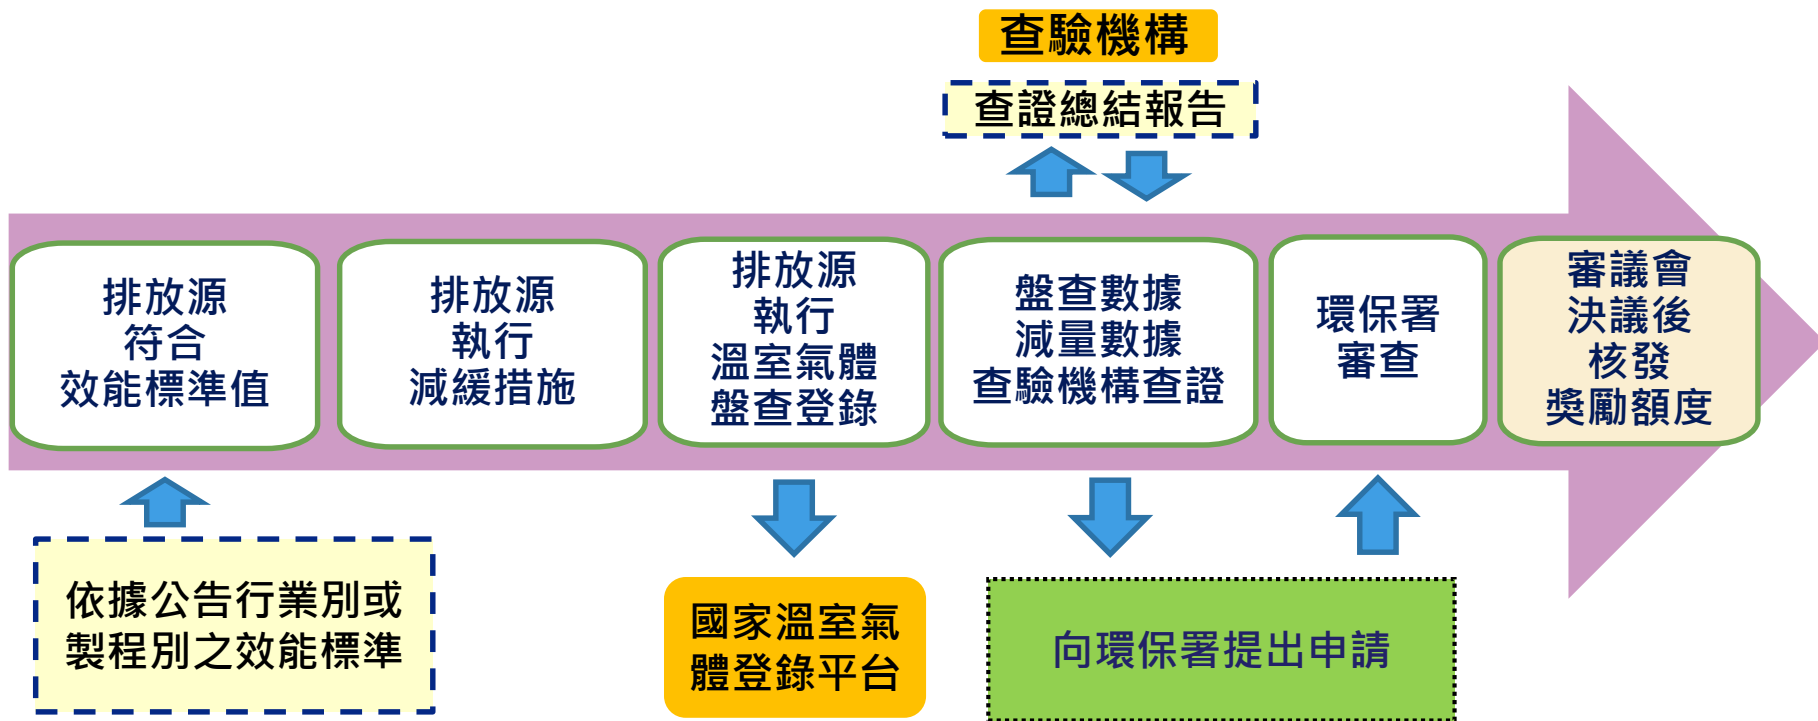 查驗機構
查證總結報告
排放源
符合
效能標準值
排放源
執行
減緩措施
排放源
執行
溫室氣體
盤查登錄
盤查數據
減量數據
查驗機構查證
環保署
審查
審議會
決議後
核發
獎勵額度
依據公告行業別或
製程別之效能標準
國家溫室氣
體登錄平台
向環保署提出申請